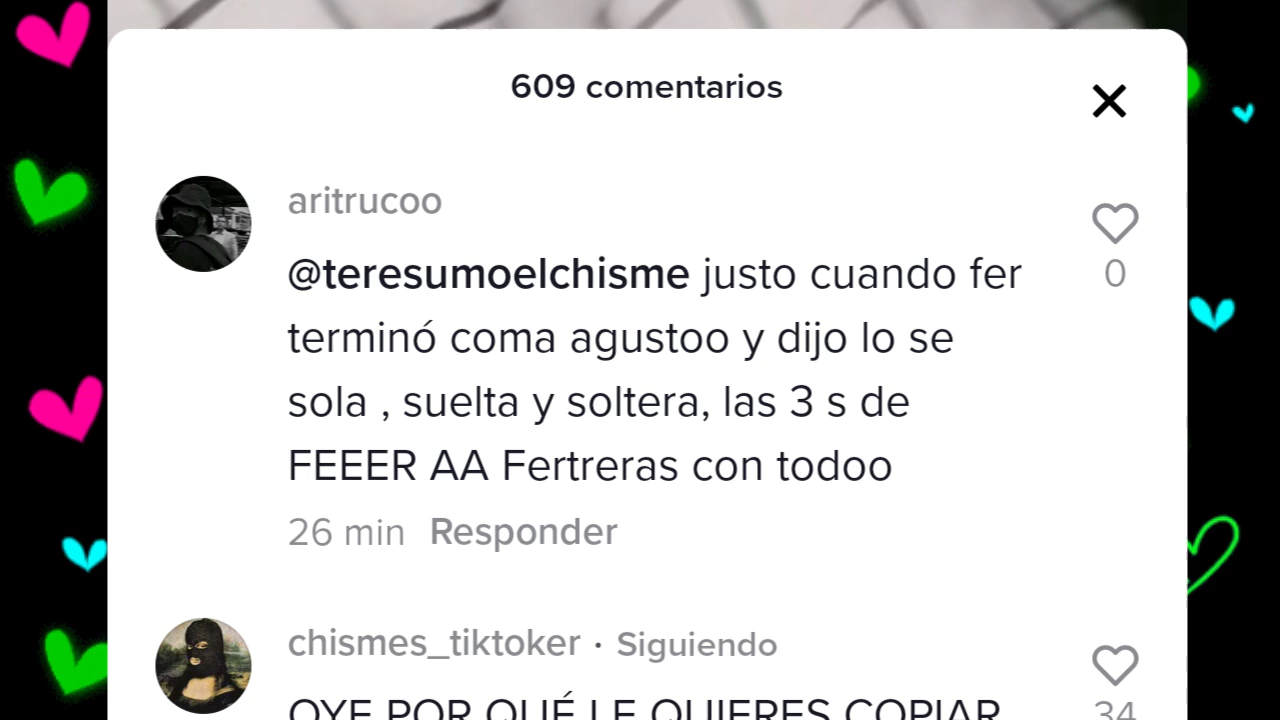 609 comentarios
aritrucoo
@teresumoelchisme justo cuando fer
terminó coma agustoo y dijo lo se
sola , suelta y soltera, las 3 s de
FEEER AA Fertreras con todoo
0
26 min Responder
chismes_tiktoker · Siguiendo
OYE POR QUÉ LE QUIERES COPIAR
34